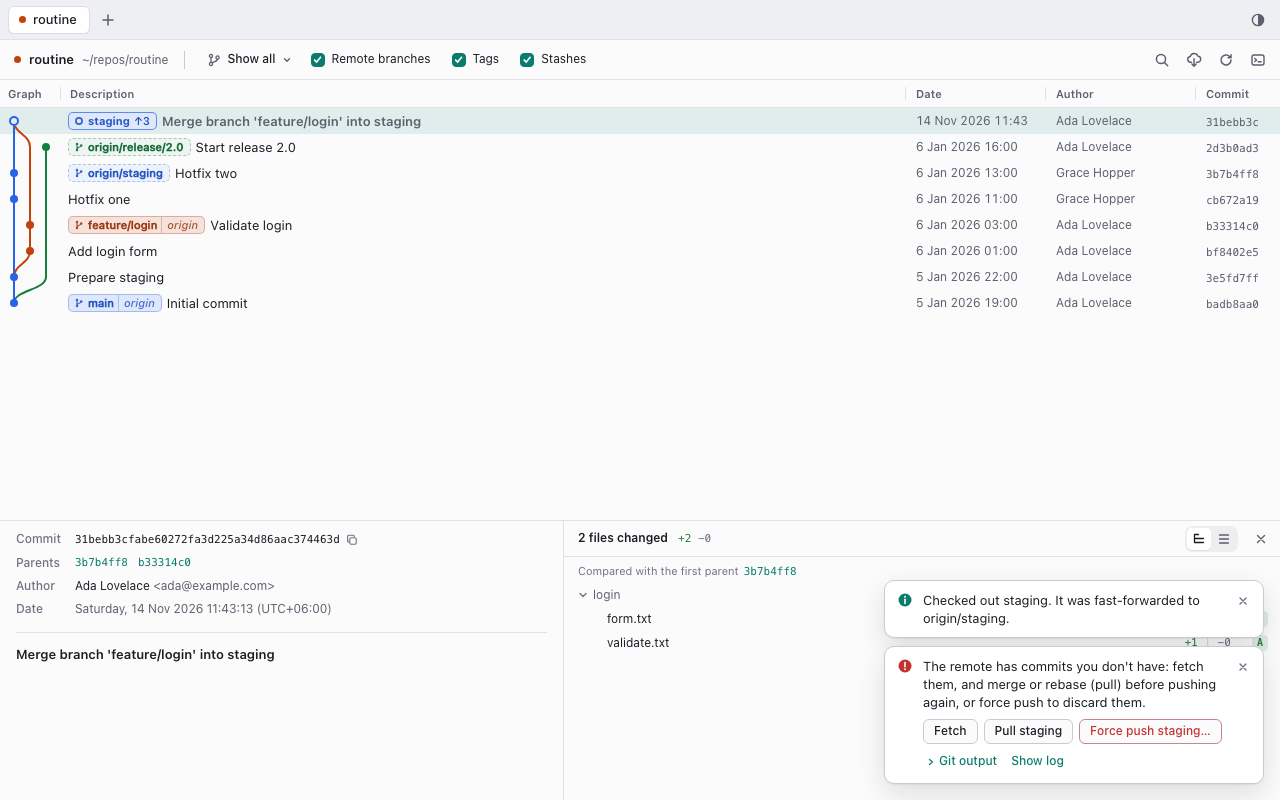 routine
routine ~/repos/routine Show all Remote branches Tags Stashes
Graph Description Date Author Commit
staging ↑3 Merge branch 'feature/login' into staging 14 Nov 2026 11:43 Ada Lovelace 31bebb3c
origin/release/2.0 Start release 2.0 6 Jan 2026 16:00 Ada Lovelace 2d3b0ad3
origin/staging Hotfix two 6 Jan 2026 13:00 Grace Hopper 3b7b4ff8
Hotfix one 6 Jan 2026 11:00 Grace Hopper cb672a19
feature/login origin Validate login 6 Jan 2026 03:00 Ada Lovelace b33314c0
Add login form 6 Jan 2026 01:00 Ada Lovelace bf8402e5
Prepare staging 5 Jan 2026 22:00 Ada Lovelace 3e5fd7ff
main origin Initial commit 5 Jan 2026 19:00 Ada Lovelace badb8aa0
Commit 31bebb3cfabe60272fa3d225a34d86aac374463d
Parents 3b7b4ff8 b33314c0
Author Ada Lovelace <ada@example.com>
Date Saturday, 14 Nov 2026 11:43:13 (UTC+06:00)
Merge branch 'feature/login' into staging
2 files changed +2 −0
Compared with the first parent 3b7b4ff8
login
form.txt
validate.txt +1 −0 A
Checked out staging. It was fast-forwarded to
origin/staging.
The remote has commits you don't have: fetch
them, and merge or rebase (pull) before pushing
again, or force push to discard them.
Fetch Pull staging Force push staging...
Git output Show log